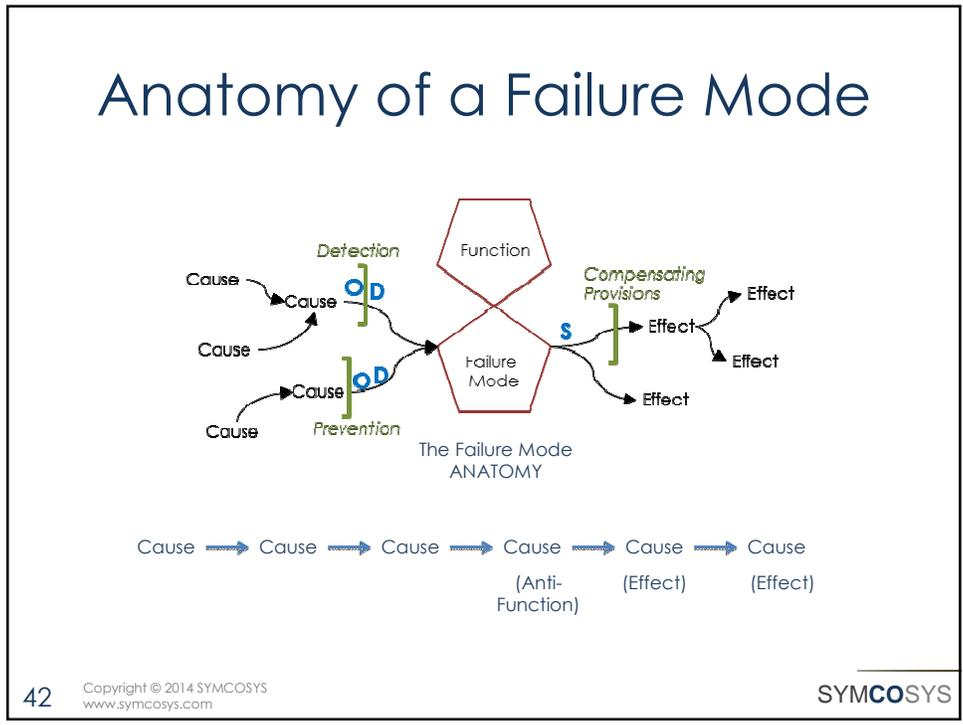 Anatomy of a Failure Mode
Detection
Function
Cause
Cause
O D
Compensating
Provisions
Effect
S
Effect
Cause
Failure
Mode
Effect
Cause
O D
Effect
Cause
Prevention
The Failure Mode
ANATOMY
Cause Cause Cause Cause Cause Cause
(Anti-
Function)
(Effect)
(Effect)
42
Copyright © 2014 SYMCOSYS
www.symcosys.com
SYMCOSYS